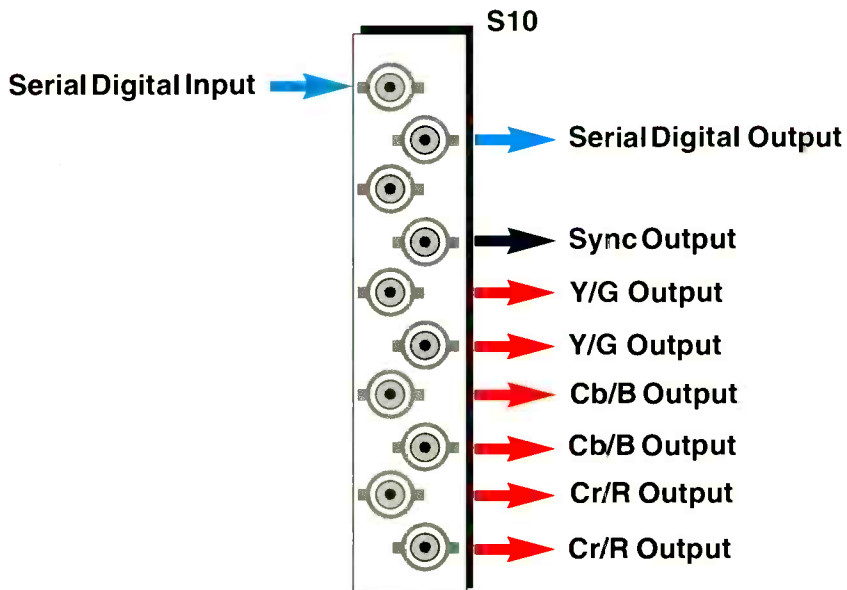 S10
Serial Digital Input
Serial Digital Output
Sync Output
Y/G Output
Y/G Output
Cb/B Output
Cb/B Output
Cr/R Output
Cr/R Output